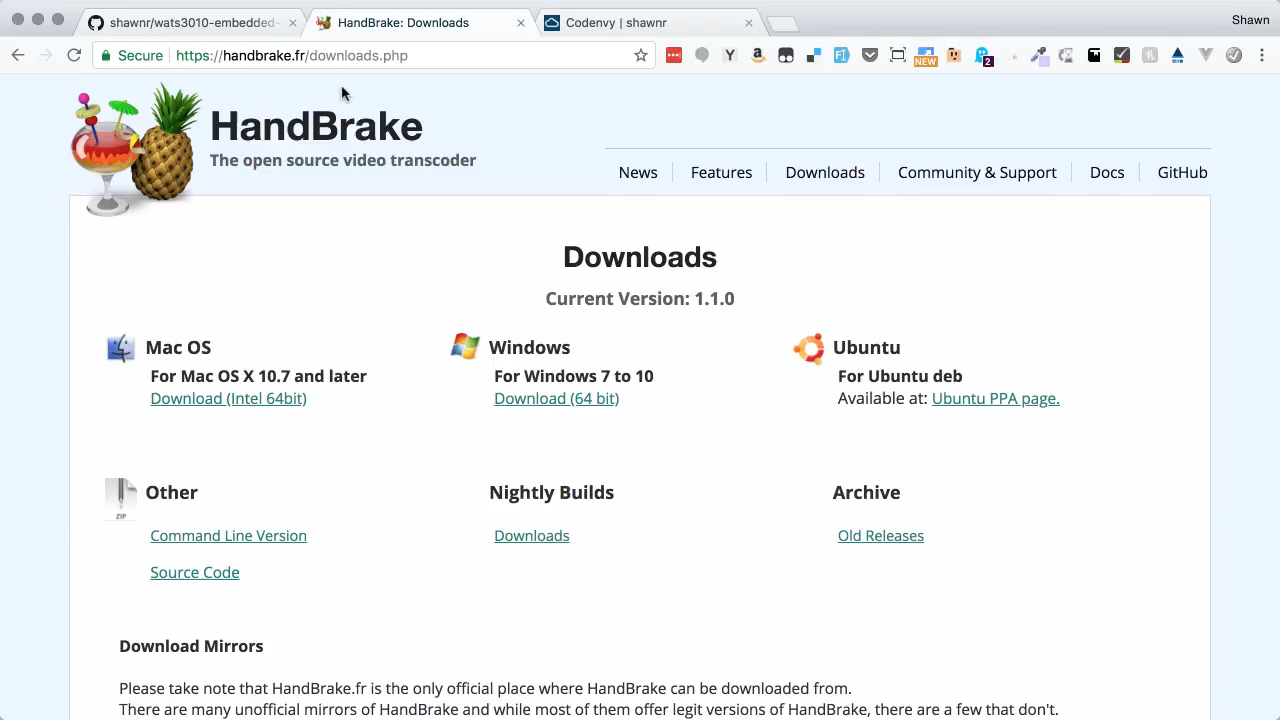 Shawn
shawnr/wats3010-embedded-
HandBrake: Downloads
Codenvy | shawnr
Secure
https://handbrake.fr/downloads.php
NEW
2
HandBrake
The open source video transcoder
News
Features
Downloads
Community & Support
Docs
GitHub
Downloads
Current Version: 1.1.0
Mac OS
For Mac OS X 10.7 and later
Download (Intel 64bit)
Windows
For Windows 7 to 10
Download (64 bit)
Ubuntu
For Ubuntu deb
Available at: Ubuntu PPA page.
ZIP
Other
Command Line Version
Source Code
Nightly Builds
Downloads
Archive
Old Releases
Download Mirrors
Please take note that HandBrake.fr is the only official place where HandBrake can be downloaded from.
There are many unofficial mirrors of HandBrake and while most of them offer legit versions of HandBrake, there are a few that don't.